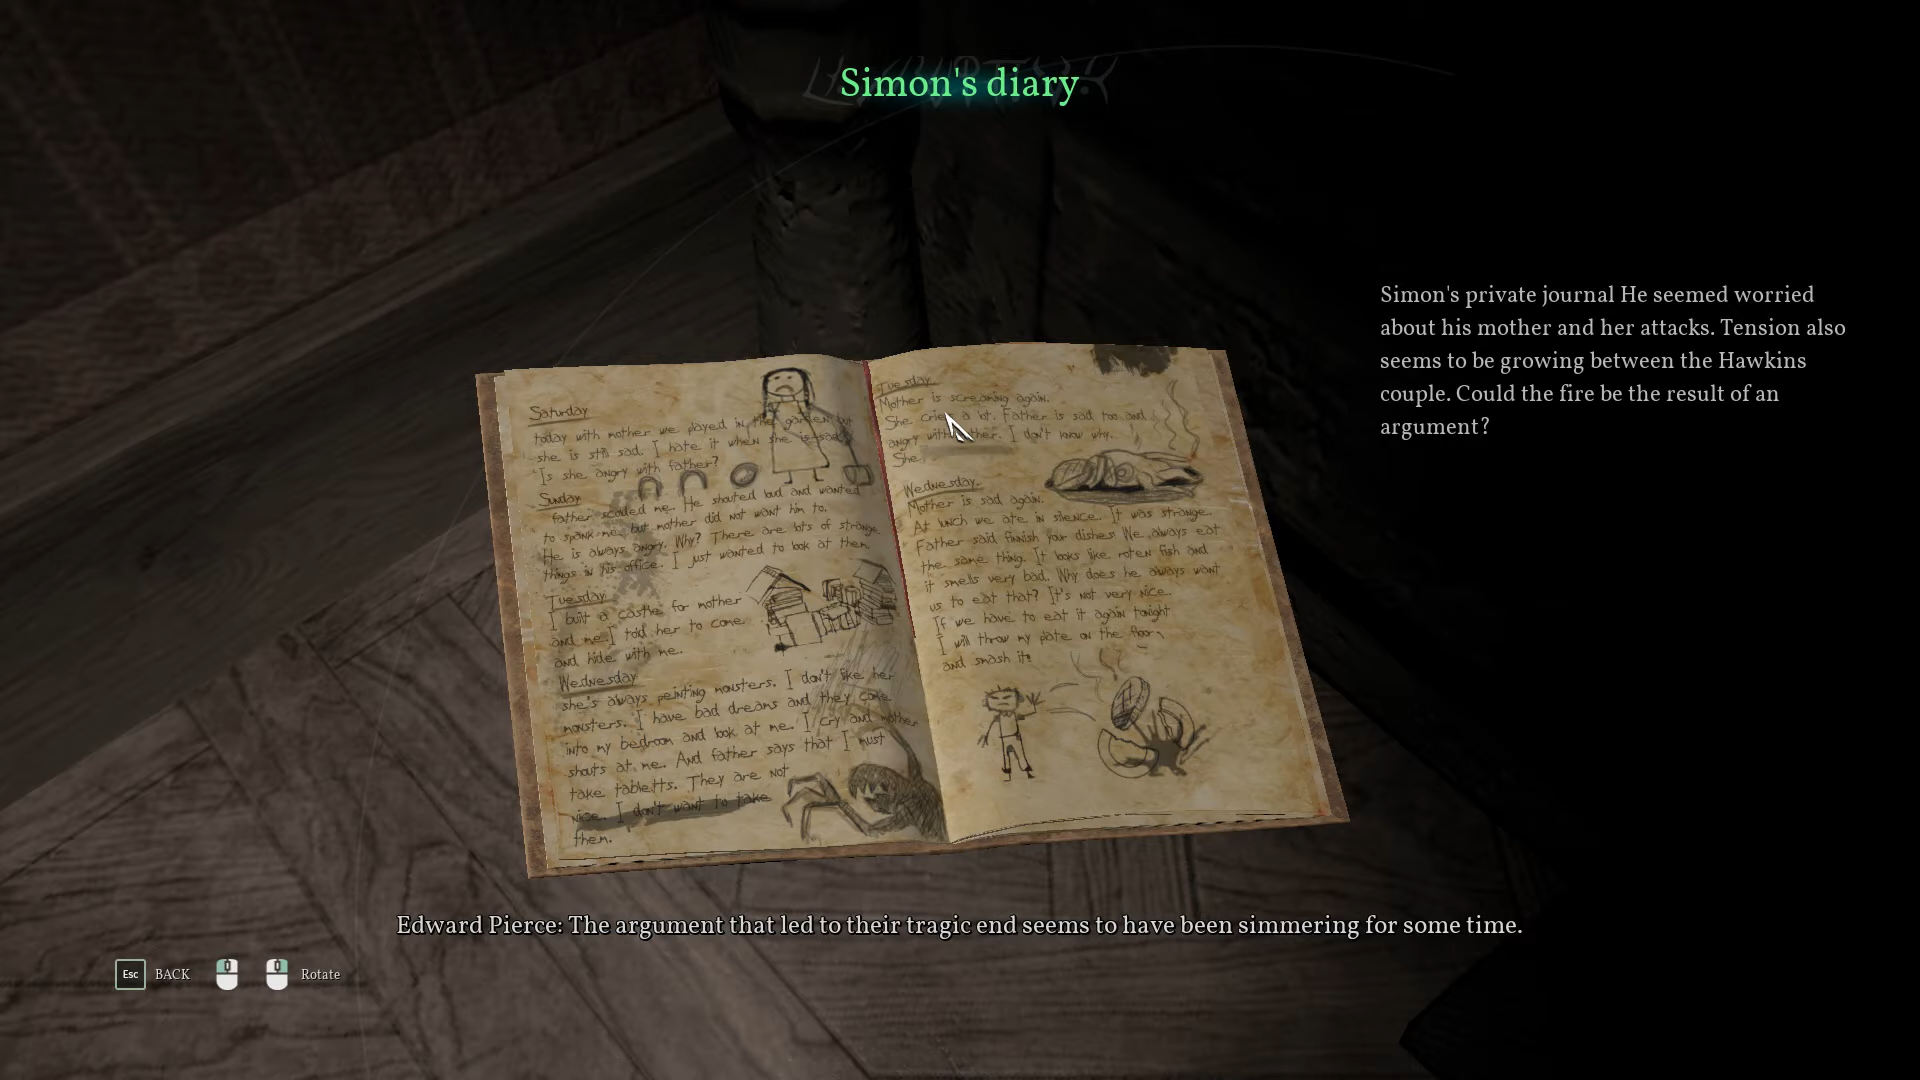 Simon's diary
Saturday
today with mother we played in the garden but
she is still sad. I hate it when she is sad.
Is she angry with father?
Sunday
father scolled me. He shouted loud and wanted
to spank me but mother did not want him to.
He is always angry. Why? There are lots of strange
things in his office. I just wanted to look at them.
Tuesday
I built a castle for mother
and me. I told her to come
and hide with me.
Wednesday
she's always peinting monsters. I don't like her
monsters. I have bad dreams and they come
into my bedroom and look at me. I cry and mother
shouts at me. And father says that I must
take tabletts. They are not
nice. I don't want to take
them.
Tuesday
Mother is screaming again.
She cries a lot. Father is sad too and
angry with mother. I don't know why.
She
Wednesday.
Mother is sad again.
At lunch we ate in silence. It was strange.
Father said finnish your dishes! We always eat
the same thing. It looks like roten fish and
it smells very bad. Why does he always want
us to eat that? It's not very nice.
If we have to eat it again tonight
I will throw my plate on the floor
and smash it!
Simon's private journal He seemed worried
about his mother and her attacks. Tension also
seems to be growing between the Hawkins
couple. Could the fire be the result of an
argument?
Edward Pierce: The argument that led to their tragic end seems to have been simmering for some time.
Esc BACK Rotate